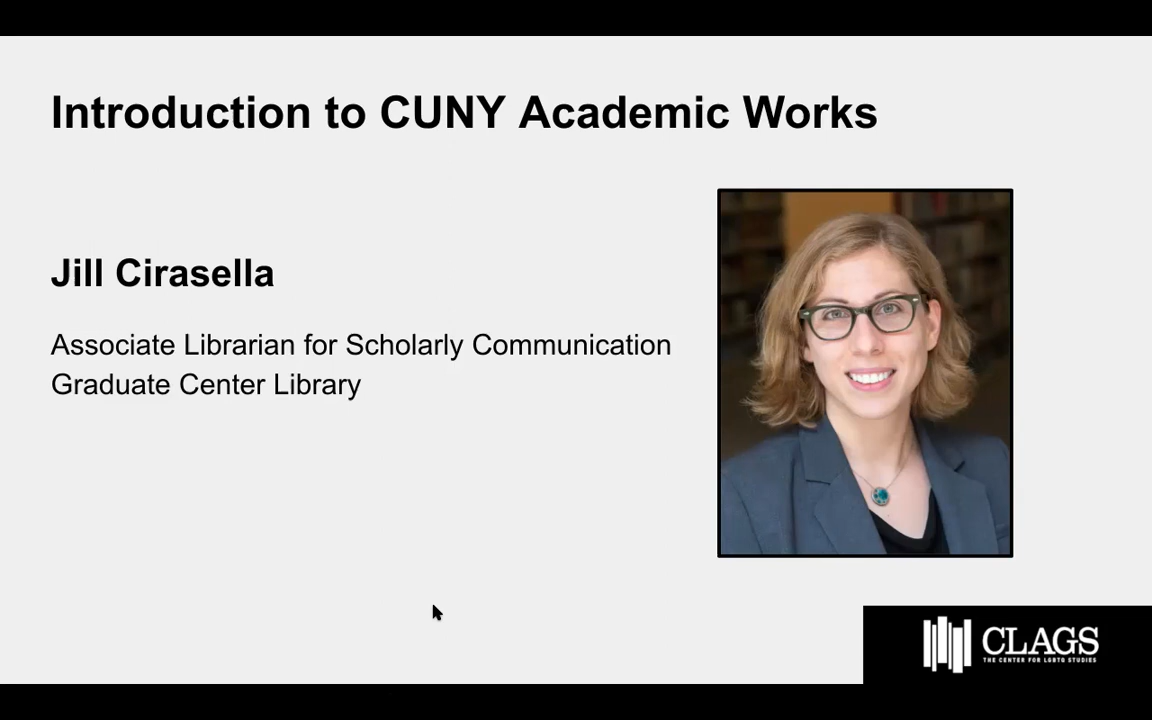 Introduction to CUNY Academic Works
Jill Cirasella
Associate Librarian for Scholarly Communication
Graduate Center Library
CLAGS
THE CENTER FOR LGBTQ STUDIES